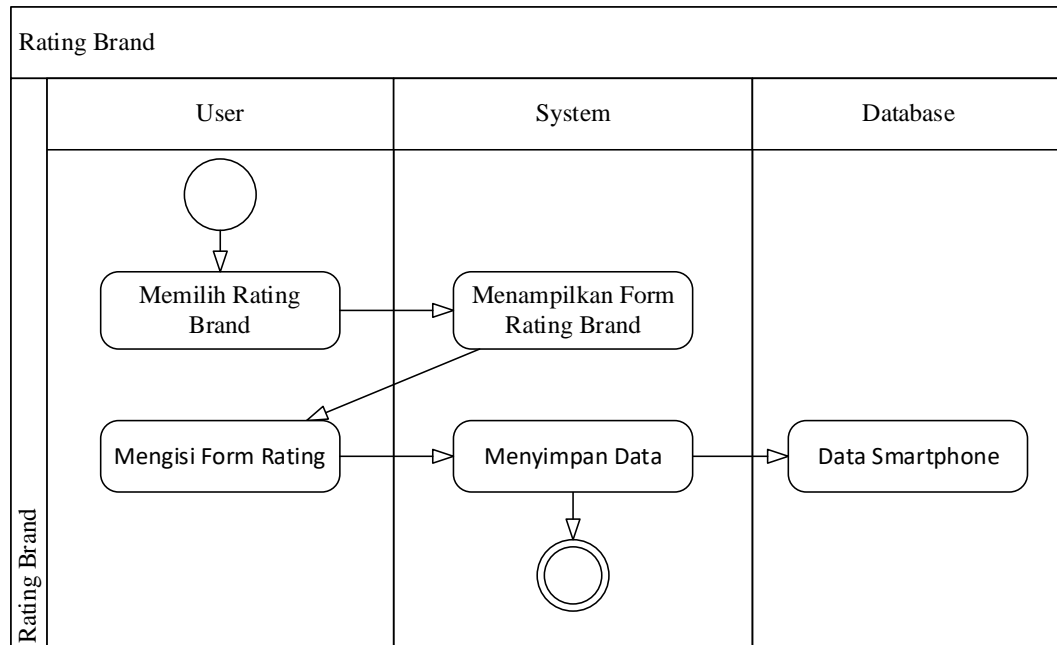 Rating Brand
User
System
Database
Memilih Rating
Brand
Menampilkan Form
Rating Brand
Mengisi Form Rating
Menyimpan Data
Data Smartphone
Rating Brand